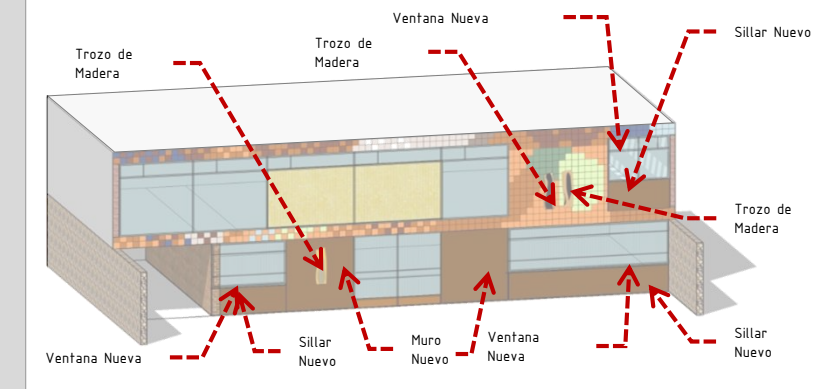 Ventana Nueva
Sillar Nuevo
Trozo de
Madera
Trozo de
Madera
Trozo de
Madera
Ventana Nueva
Sillar
Nuevo
Muro
Nuevo
Ventana
Nueva
Sillar
Nuevo